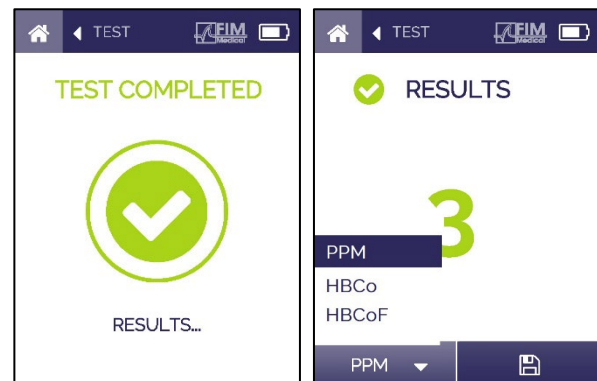 TEST
FIM
Medical
TEST COMPLETED
RESULTS...
TEST
FIM
Medical
RESULTS
3
PPM
HBCo
HBCoF
PPM